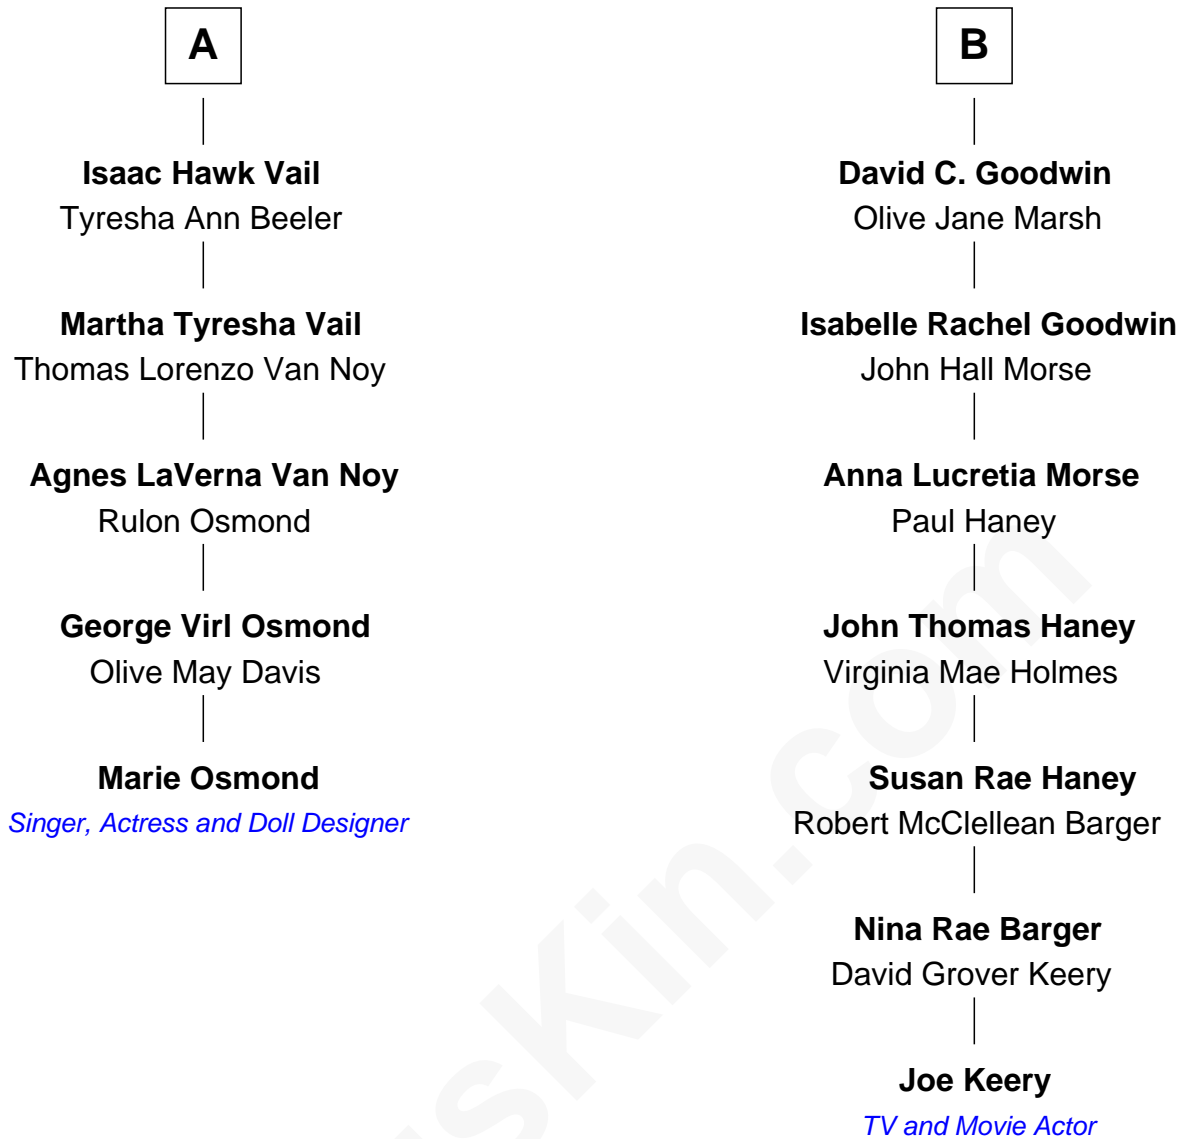 A
Isaac Hawk Vail
Tyresha Ann Beeler
Martha Tyresha Vail
Thomas Lorenzo Van Noy
Agnes LaVerna Van Noy
Rulon Osmond
George Virl Osmond
Olive May Davis
Marie Osmond
Singer, Actress and Doll Designer
B
David C. Goodwin
Olive Jane Marsh
Isabelle Rachel Goodwin
John Hall Morse
Anna Lucretia Morse
Paul Haney
John Thomas Haney
Virginia Mae Holmes
Susan Rae Haney
Robert McClellean Barger
Nina Rae Barger
David Grover Keery
Joe Keery
TV and Movie Actor
sKin.com